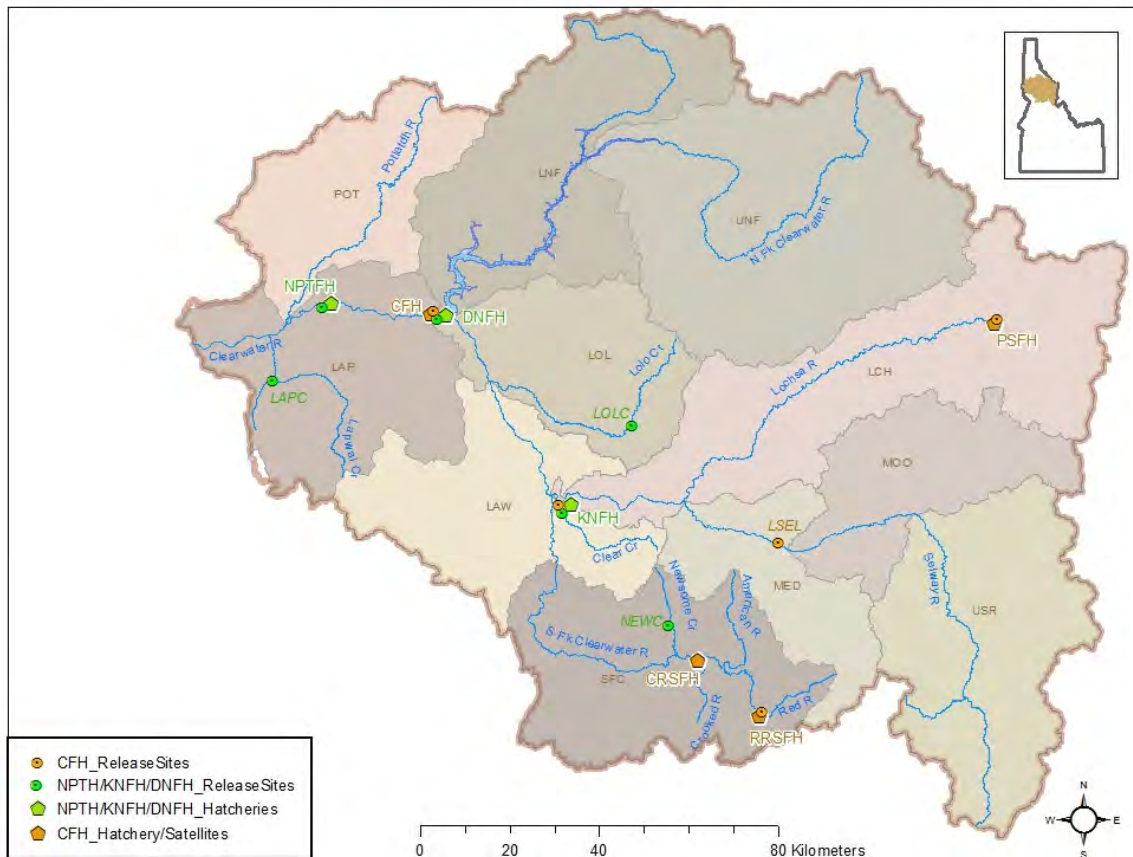 Potlatdh R
POT
LNF
UNF
N Fk Clearwater R
NPTFH
CFH
DNFH
PSFH
Clearwater R
LAP
LOL
Lolo Cr
Lochsa R
LCH
LAPC
LOLC
Lapwai Cr
MOO
LAW
KNFH
LSEL
Clear Cr
Selway R
Newsome Cr
American R
MED
USR
NEWC
S Fk Clearwater R
SFC
CRSFH
Crooked R
Red R
RRSFH
CFH_ReleaseSites
NPTH/KNFH/DNFH_ReleaseSites
NPTH/KNFH/DNFH_Hatcheries
CFH_Hatchery/Satellites
0 20 40 80 Kilometers
N
W E
S